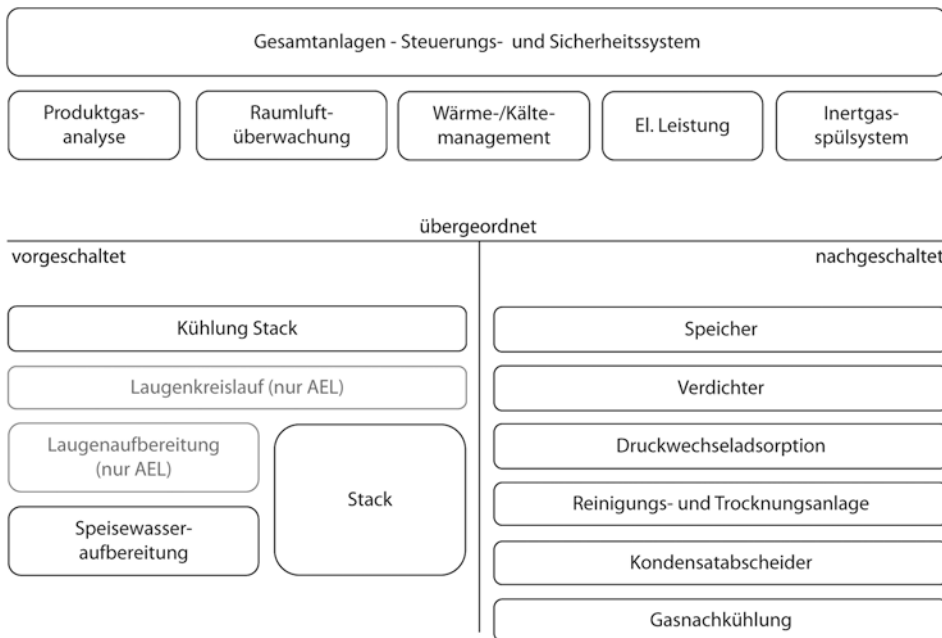 Gesamtanlagen - Steuerungs- und Sicherheitssystem
Produktgas-
analyse
Raumluft-
überwachung
Wärme-/Kälte-
management
El. Leistung
Inertgas-
spülsystem
übergeordnet
vorgeschaltet
nachgeschaltet
Kühlung Stack
Laugenkreislauf (nur AEL)
Laugenaufbereitung
(nur AEL)
Stack
Speisewasser-
aufbereitung
Speicher
Verdichter
Druckwechseladsorption
Reinigungs- und Trocknungsanlage
Kondensatabscheider
Gasnachkühlung